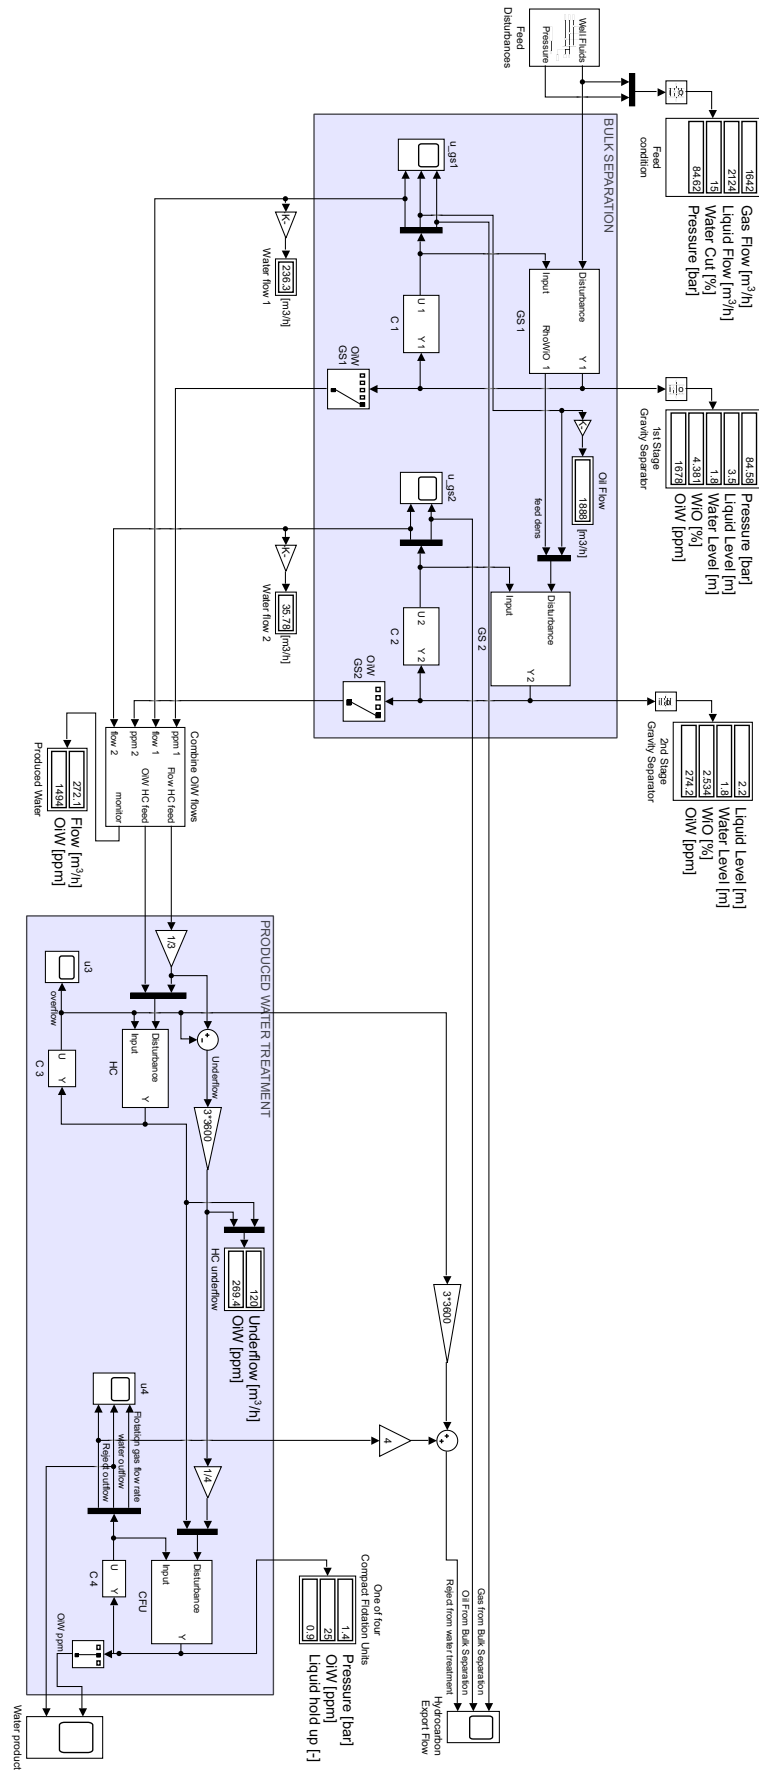 Well Fluids
Pressure
Feed
Disturbances
1642
2124
15
84.62
Gas Flow [m³/h]
Liquid Flow [m³/h]
Water Cut [%]
Pressure [bar]
Feed
condition
BULK SEPARATION
u_gs1
K-
236.3
[m3/h]
Water flow 1
Disturbance
Input
Y 1
RhoWiO 1
GS 1
U 1
Y 1
C 1
OiW
GS1
84.58
3.5
1.8
4.381
1678
Pressure [bar]
Liquid Level [m]
Water Level [m]
WiO [%]
OiW [ppm]
1st Stage
Gravity Separator
Oil Flow
K-
1888
[m3/h]
feed dens
u_gs2
K-
35.78
[m3/h]
Water flow 2
Disturbance
Input
Y 2
GS 2
U 2
Y 2
C 2
OiW
GS2
2.2
1.8
2.534
274.2
Liquid Level [m]
Water Level [m]
WiO [%]
OiW [ppm]
2nd Stage
Gravity Separator
Combine OiW flows
ppm 1
flow 1
ppm 2
flow 2
Flow HC feed
OiW HC feed
monitor
272.1
1494
Flow [m³/h]
OiW [ppm]
Produced Water
PRODUCED WATER TREATMENT
1/3
u3
overflow
Disturbance
Input
Y
HC
U
Y
C 3
Underflow
3*3600
120
269.4
Underflow [m³/h]
OiW [ppm]
HC underflow
3*3600
4
1/4
u4
Flotation gas flow rate
water outflow
Reject outflow
Disturbance
Input
Y
CFU
U
Y
C 4
OiW ppm
One of four
Compact Flotation Units
1.4
25
0.9
Pressure [bar]
OiW [ppm]
Liquid hold up [-]
Gas from Bulk Separation
Oil From Bulk Separation
Reject from water treatment
Hydrocarbon
Export Flow
Water product